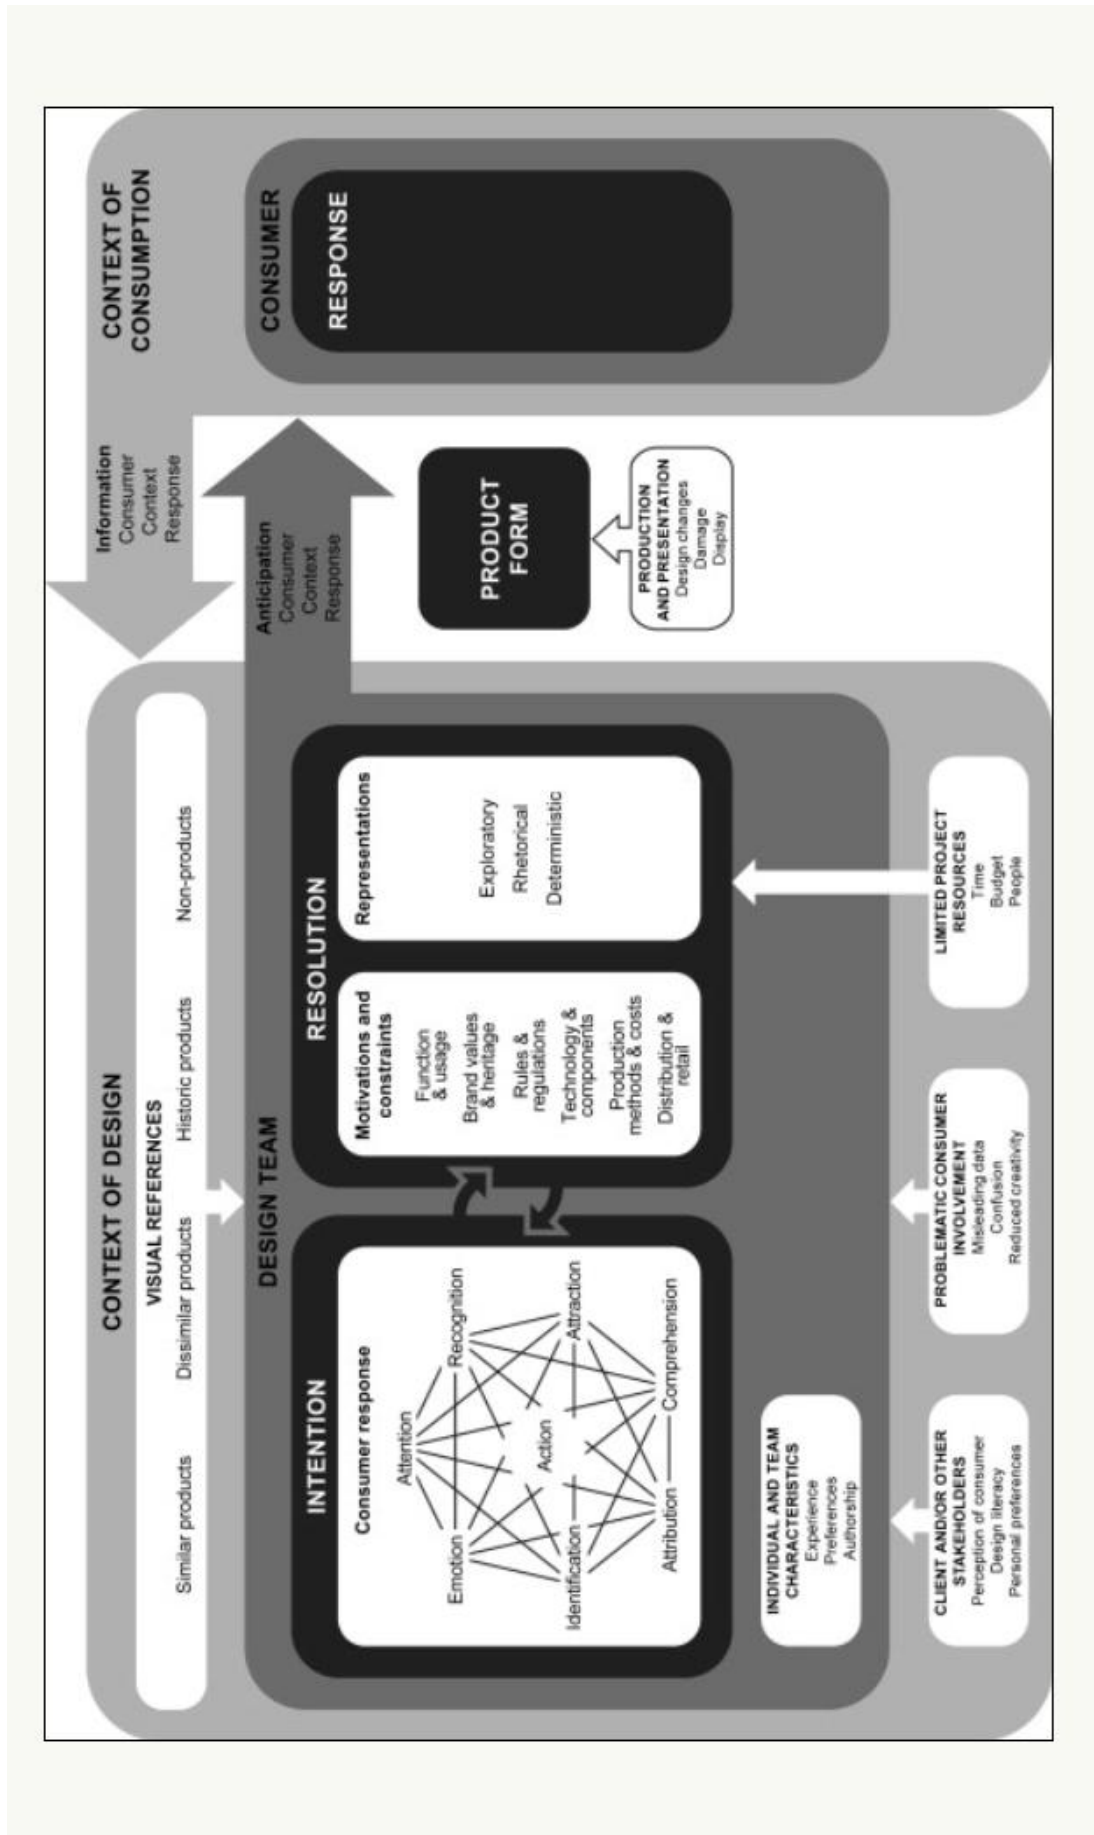 CONTEXT OF DESIGN
VISUAL REFERENCES
Similar products
Dissimilar products
Historic products
Non-products
DESIGN TEAM
INTENTION
Consumer response
Attention
Emotion
Recognition
Action
Identification
Attraction
Attribution
Comprehension
RESOLUTION
Motivations and
constraints
Function
& usage
Brand values
& heritage
Rules &
regulations
Technology &
components
Production
methods & costs
Distribution &
retail
Representations
Exploratory
Rhetorical
Deterministic
INDIVIDUAL AND TEAM
CHARACTERISTICS
Experience
Preferences
Authorship
CLIENT AND/OR OTHER
STAKEHOLDERS
Perception of consumer
Design literacy
Personal preferences
PROBLEMATIC CONSUMER
INVOLVEMENT
Misleading data
Confusion
Reduced creativity
LIMITED PROJECT
RESOURCES
Time
Budget
People
Information
Consumer
Context
Response
Anticipation
Consumer
Context
Response
PRODUCT
FORM
PRODUCTION
AND PRESENTATION
Design changes
Damage
Display
CONTEXT OF
CONSUMPTION
CONSUMER
RESPONSE